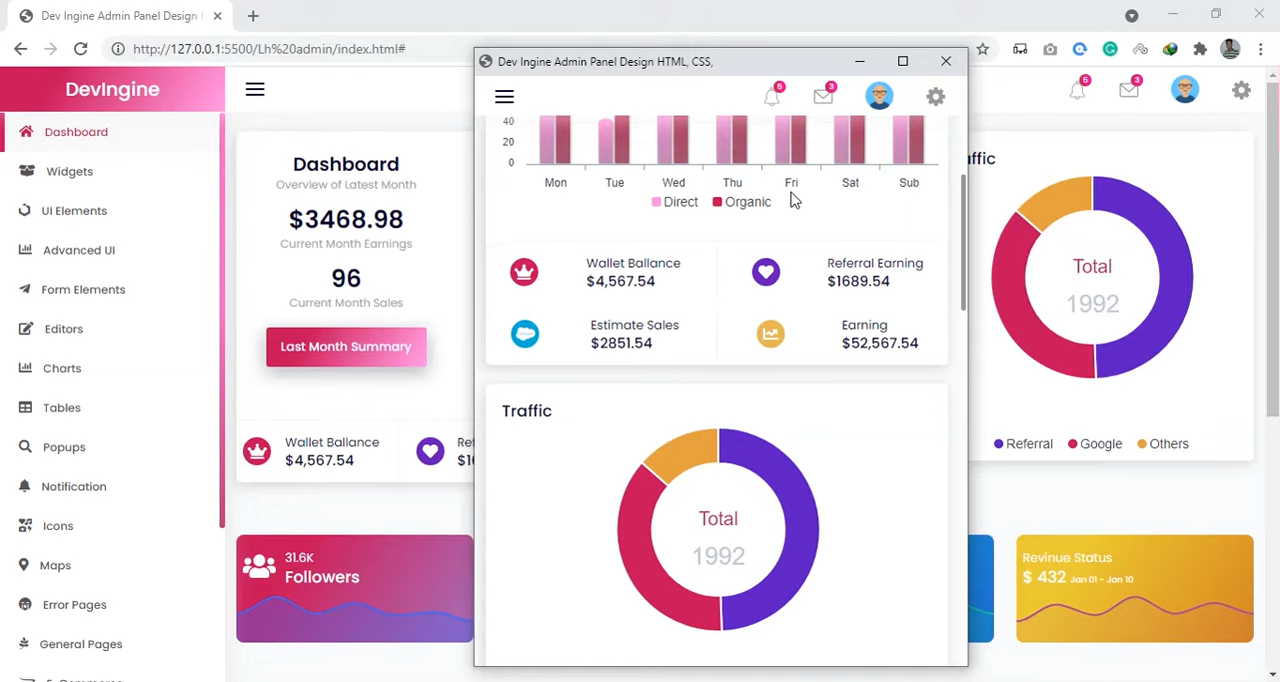 Dev Ingine Admin Panel Design
http://127.0.0.1:5500/Lh%20admin/index.html#
DevIngine
Dashboard
Widgets
UI Elements
Advanced UI
Form Elements
Editors
Charts
Tables
Popups
Notification
Icons
Maps
Error Pages
General Pages
Dashboard
Overview of Latest Month
$3468.98
Current Month Earnings
96
Current Month Sales
Last Month Summary
Wallet Ballance
$4,567.54
31.6K
Followers
Dev Ingine Admin Panel Design HTML, CSS,
5
3
40
20
0
Mon Tue Wed Thu Fri Sat Sub
Direct Organic
Wallet Ballance
$4,567.54
Referral Earning
$1689.54
Estimate Sales
$2851.54
Earning
$52,567.54
Traffic
Total
1992
5
3
Total
1992
Referral Google Others
Revinue Status
$ 432 Jan 01 - Jan 10